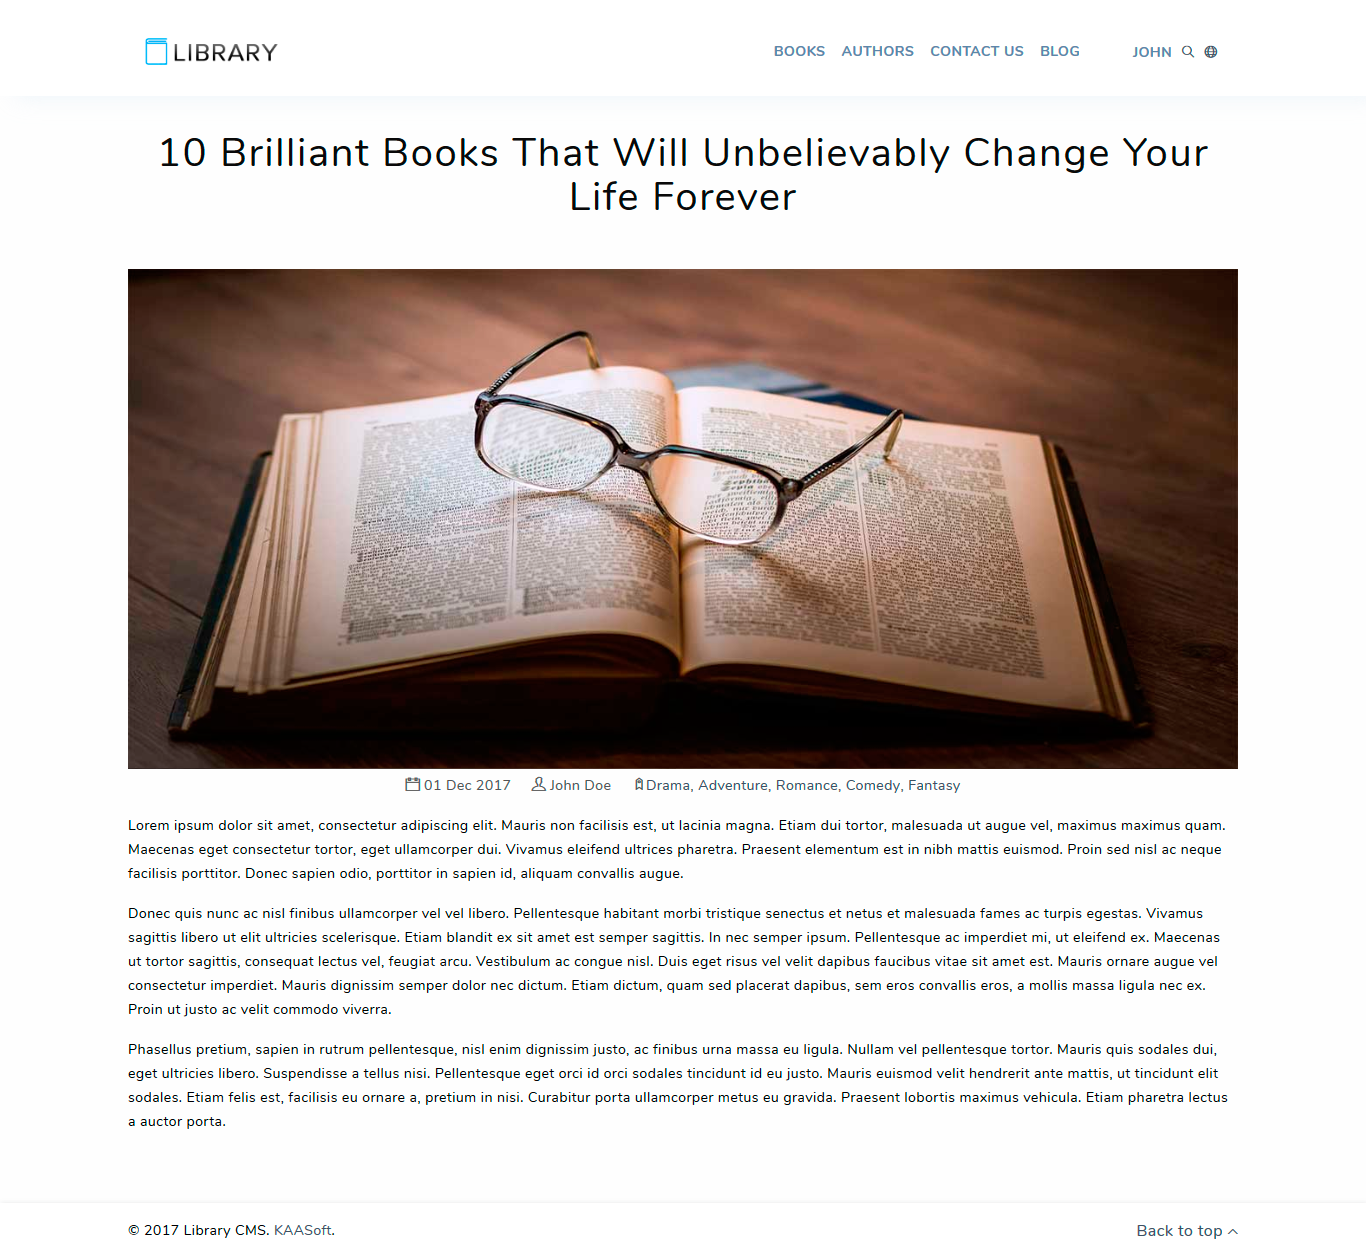 LIBRARY
BOOKS AUTHORS CONTACT US BLOG JOHN
10 Brilliant Books That Will Unbelievably Change Your
Life Forever
01 Dec 2017 John Doe Drama, Adventure, Romance, Comedy, Fantasy
Lorem ipsum dolor sit amet, consectetur adipiscing elit. Mauris non facilisis est, ut lacinia magna. Etiam dui tortor, malesuada ut augue vel, maximus maximus quam.
Maecenas eget consectetur tortor, eget ullamcorper dui. Vivamus eleifend ultrices pharetra. Praesent elementum est in nibh mattis euismod. Proin sed nisl ac neque
facilisis porttitor. Donec sapien odio, porttitor in sapien id, aliquam convallis augue.
Donec quis nunc ac nisl finibus ullamcorper vel vel libero. Pellentesque habitant morbi tristique senectus et netus et malesuada fames ac turpis egestas. Vivamus
sagittis libero ut elit ultricies scelerisque. Etiam blandit ex sit amet est semper sagittis. In nec semper ipsum. Pellentesque ac imperdiet mi, ut eleifend ex. Maecenas
ut tortor sagittis, consequat lectus vel, feugiat arcu. Vestibulum ac congue nisl. Duis eget risus vel velit dapibus faucibus vitae sit amet est. Mauris ornare augue vel
consectetur imperdiet. Mauris dignissim semper dolor nec dictum. Etiam dictum, quam sed placerat dapibus, sem eros convallis eros, a mollis massa ligula nec ex.
Proin ut justo ac velit commodo viverra.
Phasellus pretium, sapien in rutrum pellentesque, nisl enim dignissim justo, ac finibus urna massa eu ligula. Nullam vel pellentesque tortor. Mauris quis sodales dui,
eget ultricies libero. Suspendisse a tellus nisi. Pellentesque eget orci id orci sodales tincidunt id eu justo. Mauris euismod velit hendrerit ante mattis, ut tincidunt elit
sodales. Etiam felis est, facilisis eu ornare a, pretium in nisi. Curabitur porta ullamcorper metus eu gravida. Praesent lobortis maximus vehicula. Etiam pharetra lectus
a auctor porta.
© 2017 Library CMS. KAASoft. Back to top